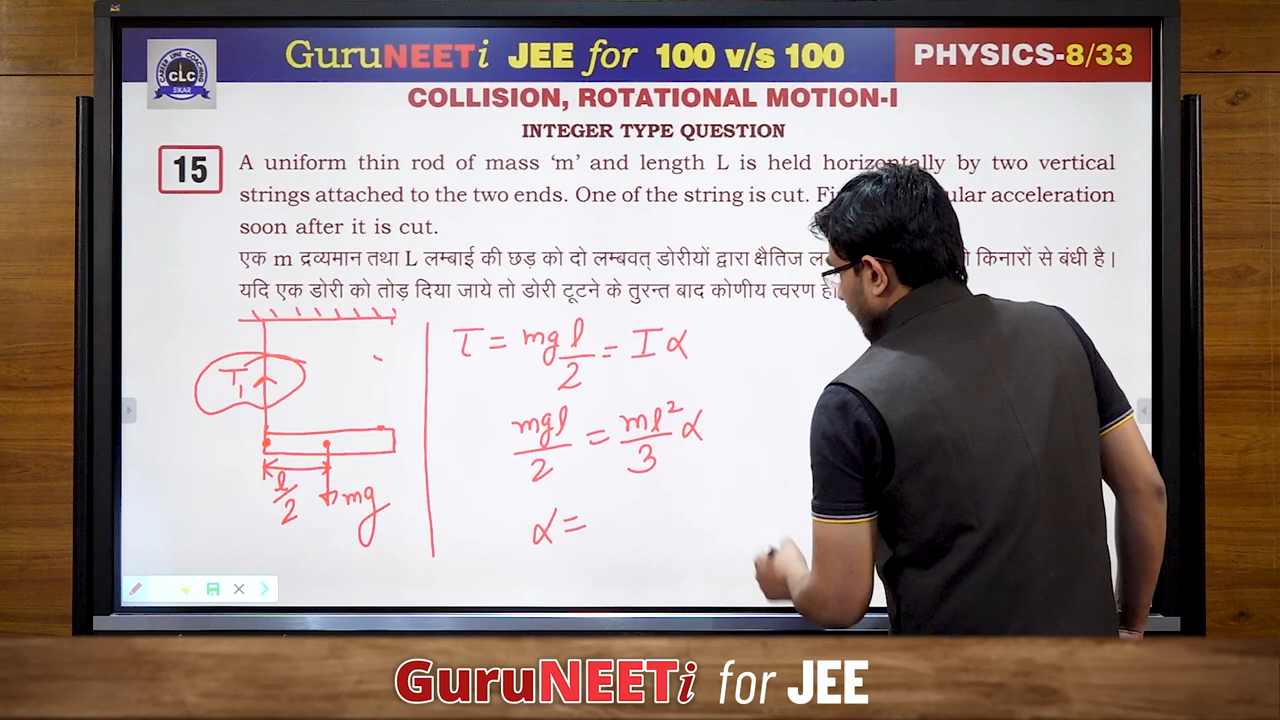 GuruNEETi JEE for 100 v/s 100
PHYSICS-8/33
CAREER LINE COACHING
CLC
SIKAR
COLLISION, ROTATIONAL MOTION-I
INTEGER TYPE QUESTION
15
A uniform thin rod of mass ‘m’ and length L is held horizontally by two vertical
strings attached to the two ends. One of the string is cut. acceleration
soon after it is cut.
एक m द्रव्यमान तथा L लम्बाई की छड़ को दो लम्बवत् डोरीयों द्वारा क्षैतिज किनारों से बंधी है।
यदि एक डोरी को तोड़ दिया जाये तो डोरी टूटने के तुरन्त बाद कोणीय त्वरण
T₁
l/2
mg
τ = mg l/2 = I α
mgl/2 = ml²/3 α
α =
GuruNEETi for JEE